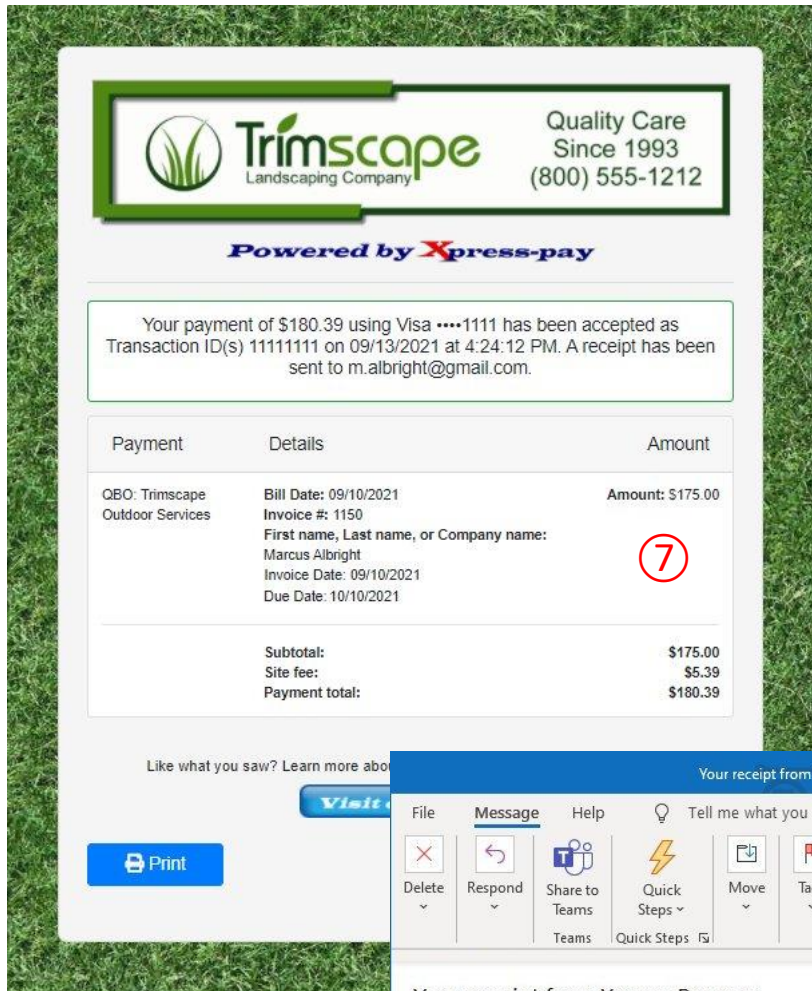 Trimscape
Landscaping Company
Quality Care
Since 1993
(800) 555-1212
Powered by Xpress-pay
Your payment of $180.39 using Visa ••••1111 has been accepted as
Transaction ID(s) 11111111 on 09/13/2021 at 4:24:12 PM. A receipt has been
sent to m.albright@gmail.com.
Payment Details Amount
QBO: Trimscape Bill Date: 09/10/2021 Amount: $175.00
Outdoor Services Invoice #: 1150
First name, Last name, or Company name:
Marcus Albright
7
Invoice Date: 09/10/2021
Due Date: 10/10/2021
Subtotal: $175.00
Site fee: $5.39
Payment total: $180.39
Like what you saw? Learn more
Visit
Print
Your receipt from
File Message Help Tell me what you
Delete Respond Share to Teams Quick Steps Move
Teams Quick Steps